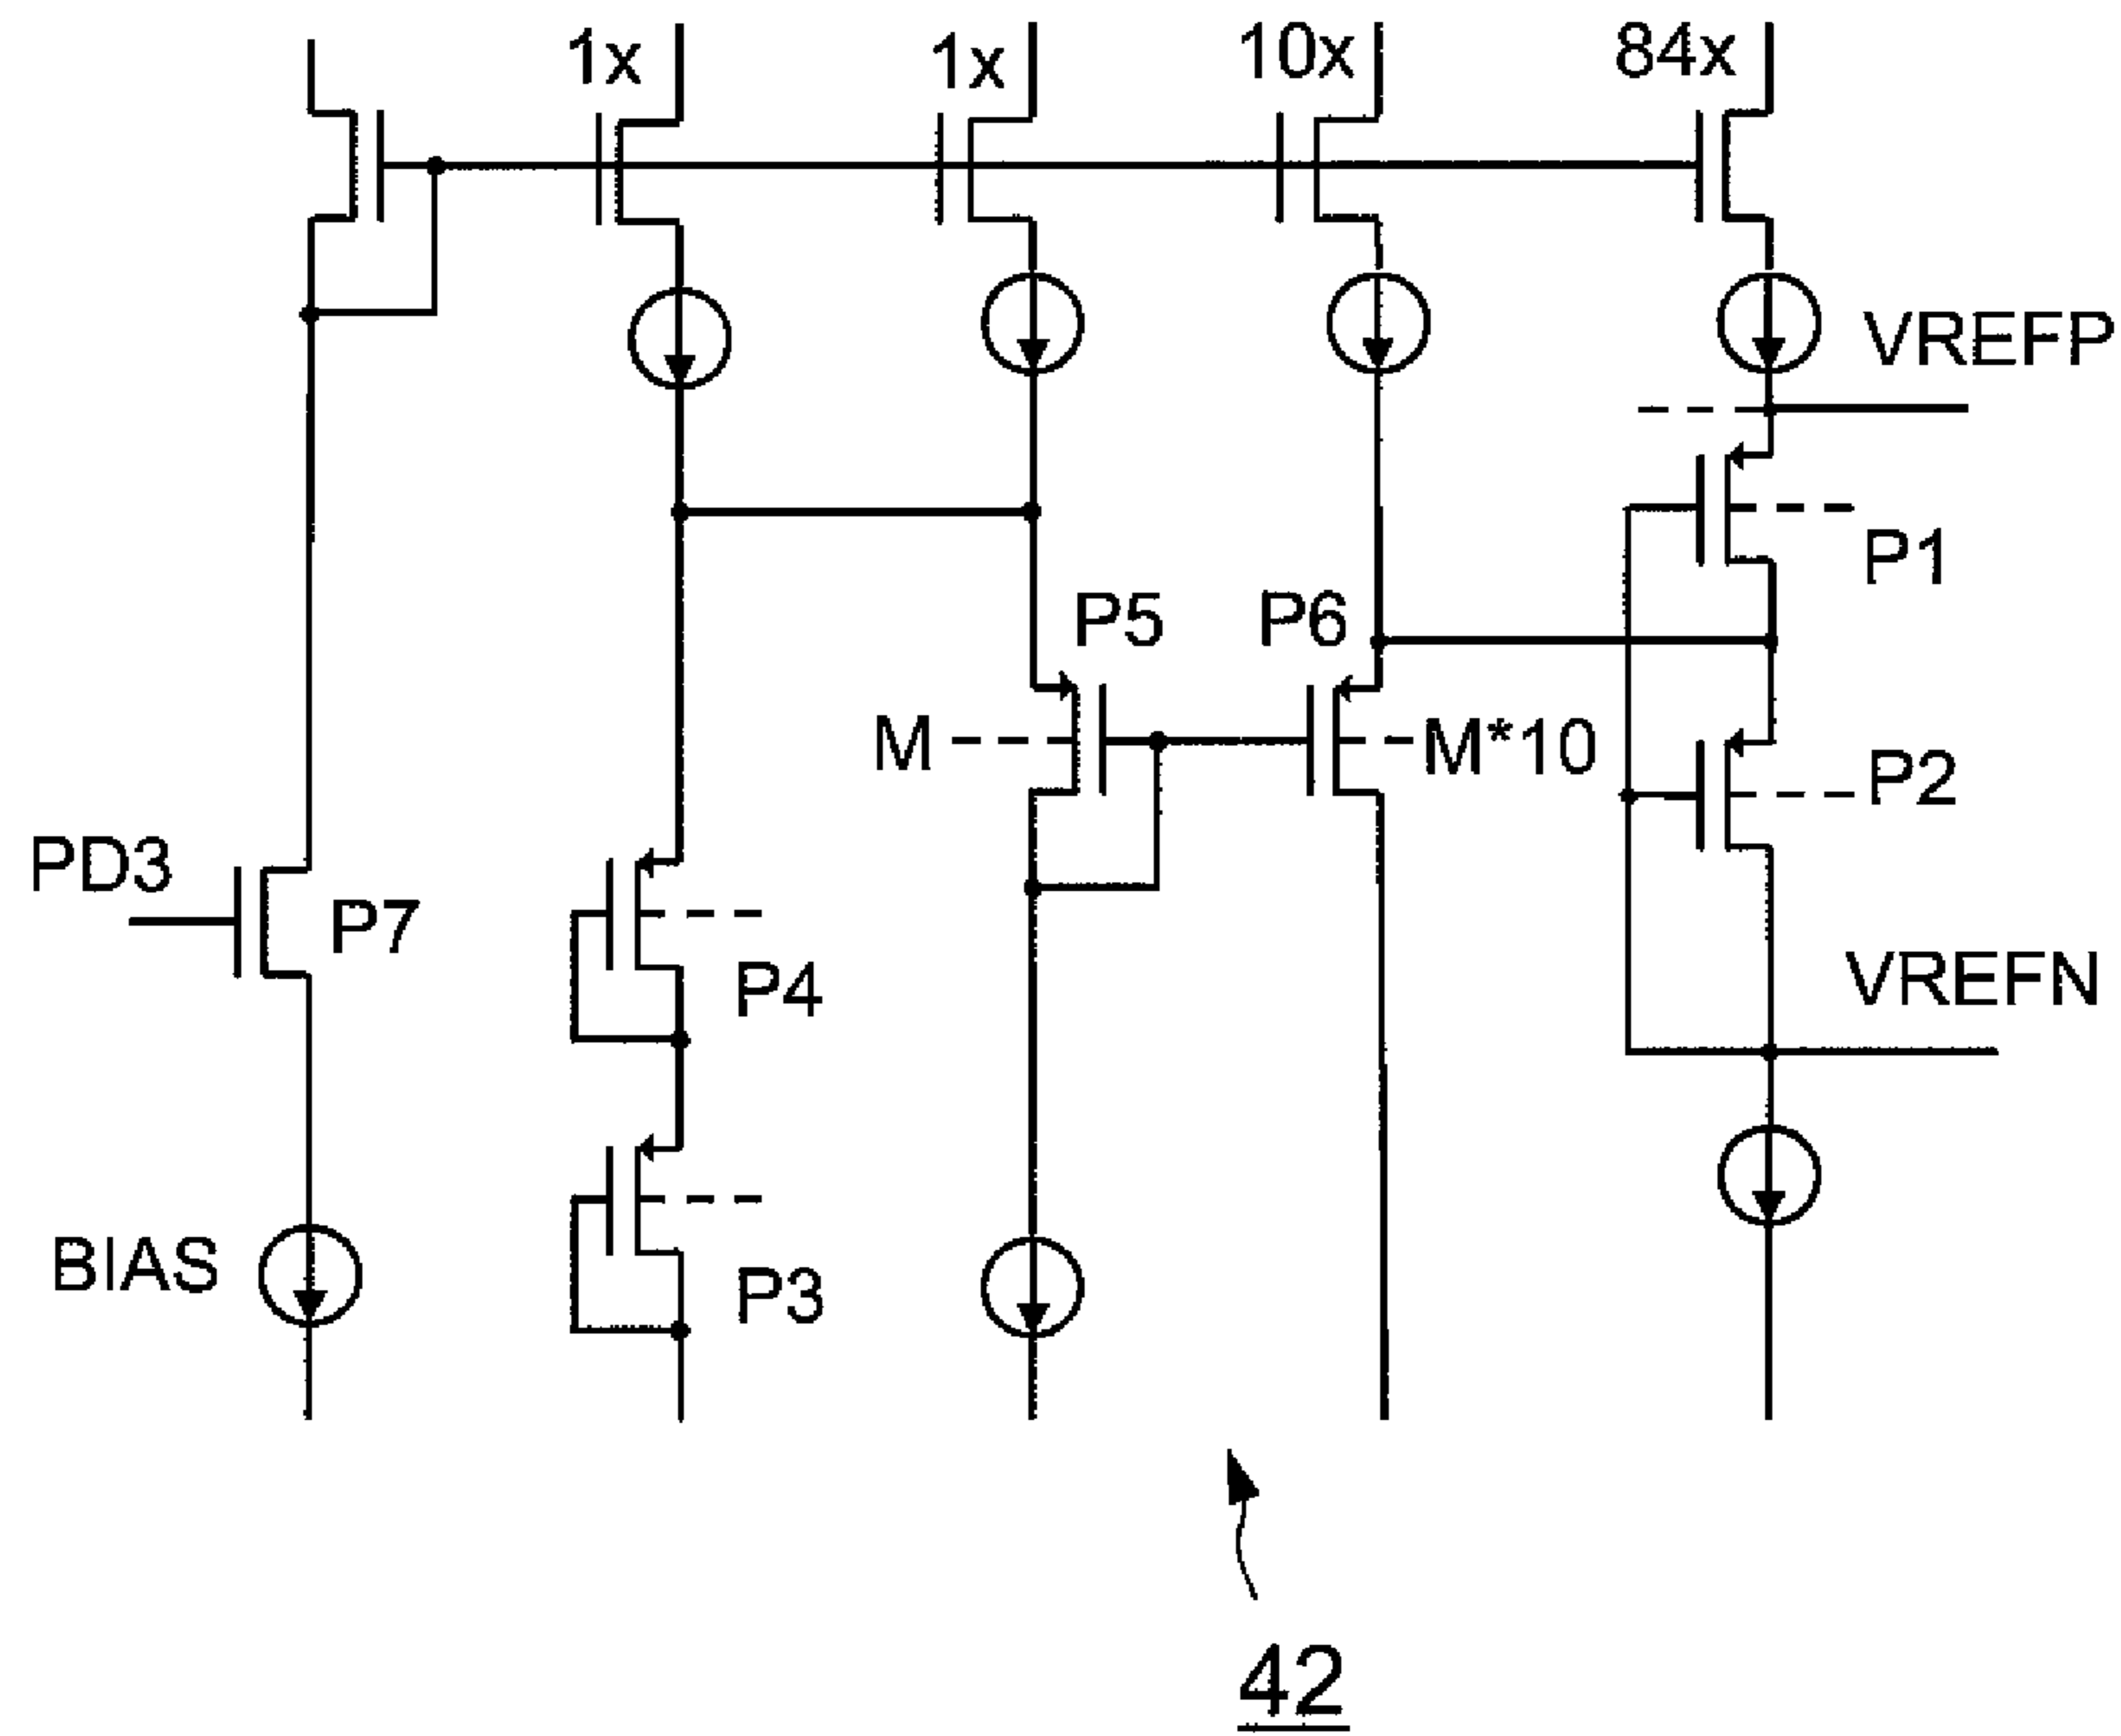 1x
1x
10x
84x
VREFP
P1
P5
P6
M
M*10
P2
PD3
P7
P4
VREFN
BIAS
P3
42